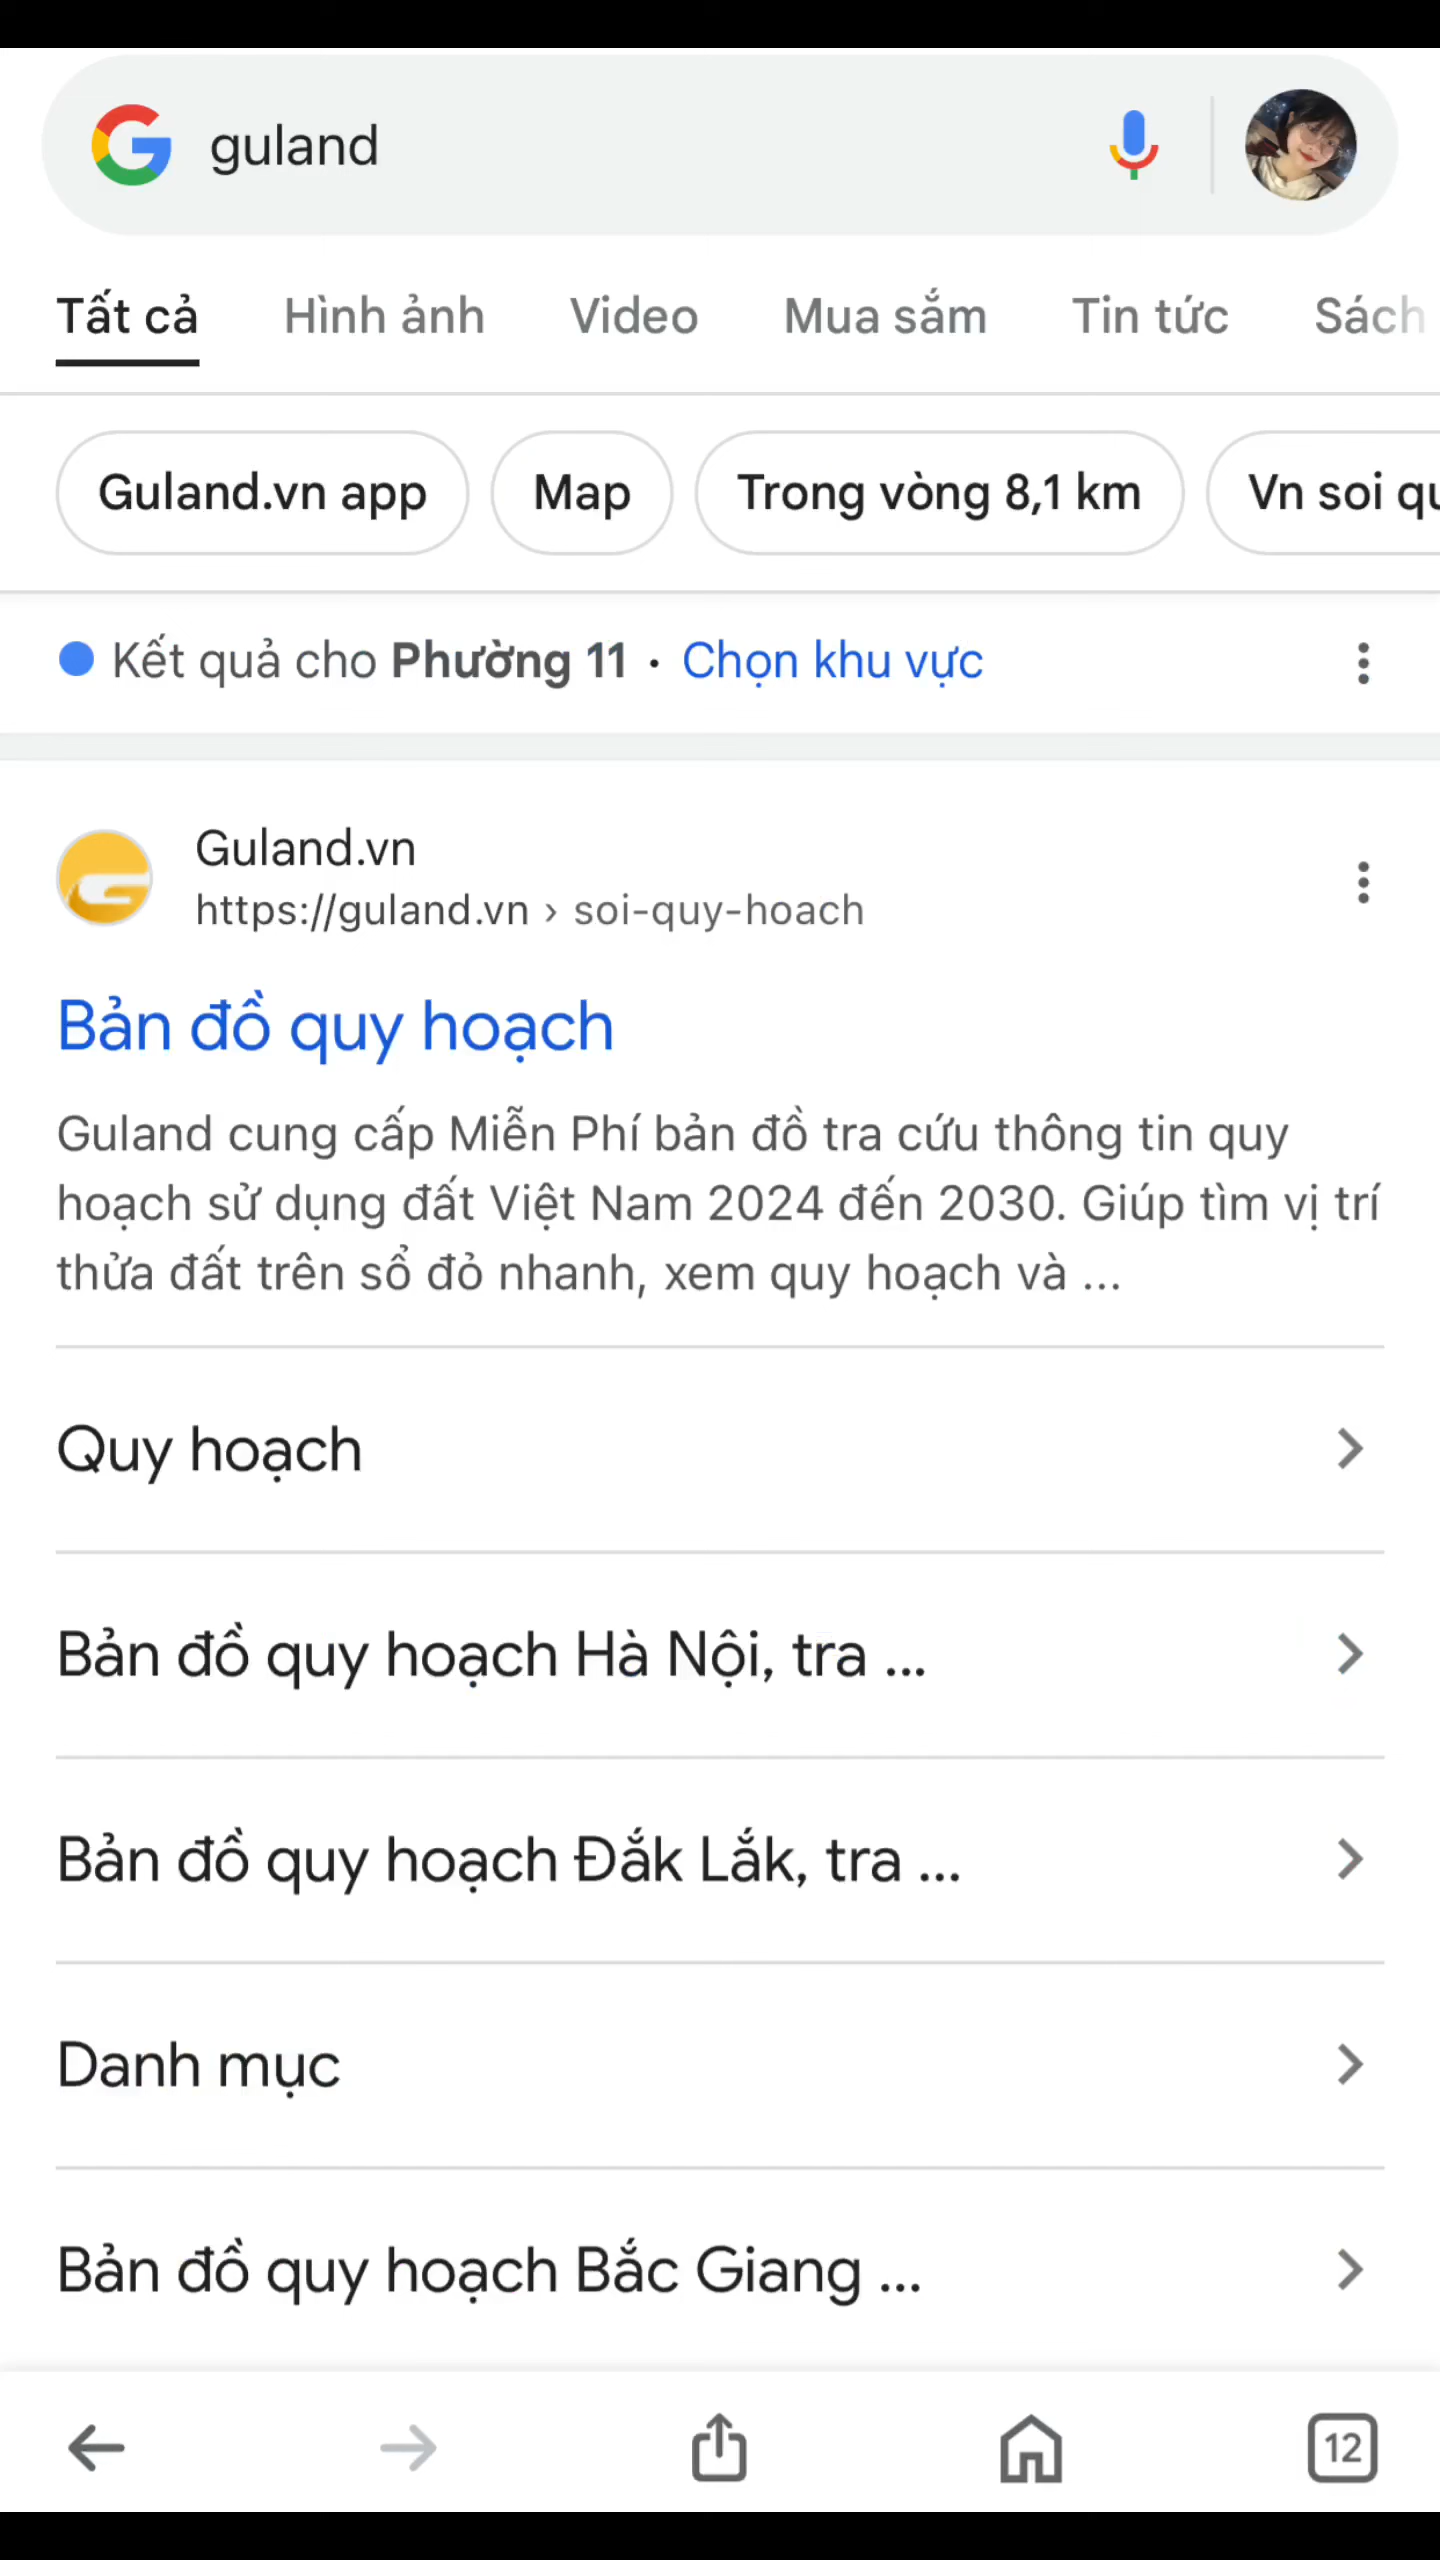 guland
Tất cả Hình ảnh Video Mua sắm Tin tức Sách
Guland.vn app Map Trong vòng 8,1 km Vn soi qu
Kết quả cho Phường 11 · Chọn khu vực
Guland.vn
https://guland.vn › soi-quy-hoach
Bản đồ quy hoạch
Guland cung cấp Miễn Phí bản đồ tra cứu thông tin quy
hoạch sử dụng đất Việt Nam 2024 đến 2030. Giúp tìm vị trí
thửa đất trên sổ đỏ nhanh, xem quy hoạch và ...
Quy hoạch
Bản đồ quy hoạch Hà Nội, tra ...
Bản đồ quy hoạch Đắk Lắk, tra ...
Danh mục
Bản đồ quy hoạch Bắc Giang ...
12